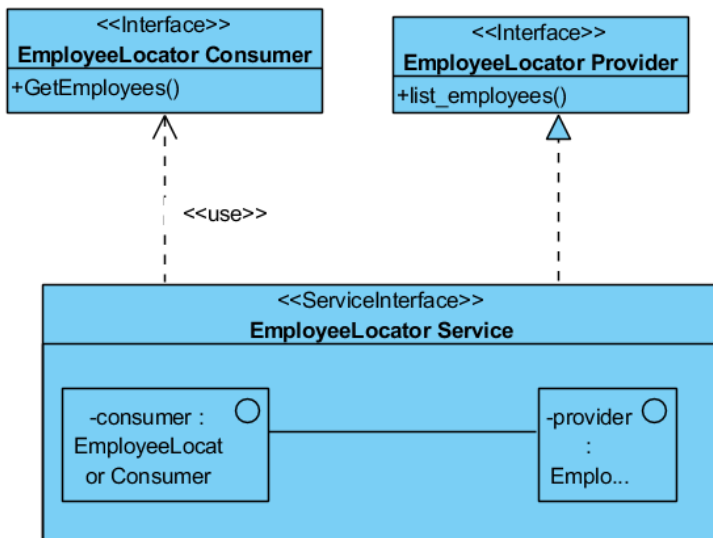 <<Interface>>
EmployeeLocator Consumer
+GetEmployees()
<<Interface>>
EmployeeLocator Provider
+list_employees()
<<use>>
<<ServiceInterface>>
EmployeeLocator Service
-consumer :
EmployeeLocat
or Consumer
-provider
:
Emplo...